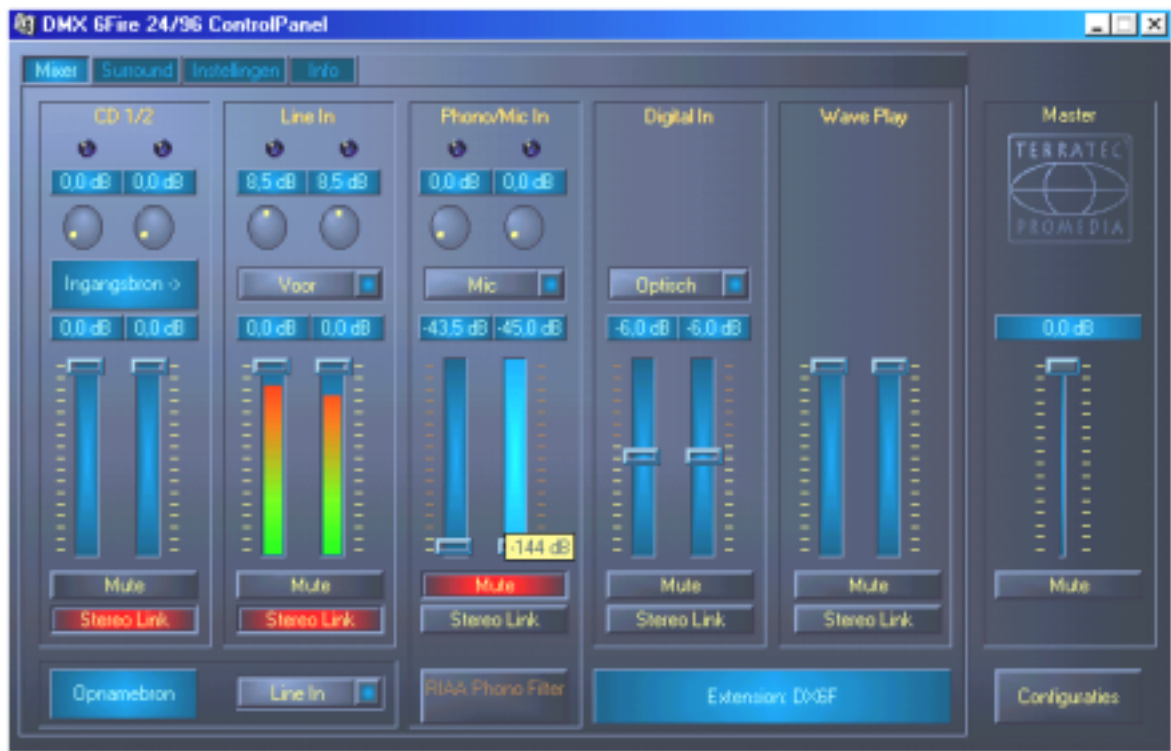 DMX 6Fire 24/96 ControlPanel
Mixer Surround Instellingen Info
CD 1/2 Line In Phono/Mic In Digital In Wave Play Master
TERRATEC
PROMEDIA
0,0 dB 0,0 dB 8,5 dB 8,5 dB 0,0 dB 0,0 dB
Ingangsbron -> Voor Mic Optisch
0,0 dB 0,0 dB 0,0 dB 0,0 dB -43,5 dB -45,0 dB -6,0 dB -6,0 dB 0,0 dB
-144 dB
Mute Mute Mute Mute Mute Mute
Stereo Link Stereo Link Stereo Link Stereo Link Stereo Link
Opnamebron Line In RIAA Phono Filter Extension: DX6F Configuraties